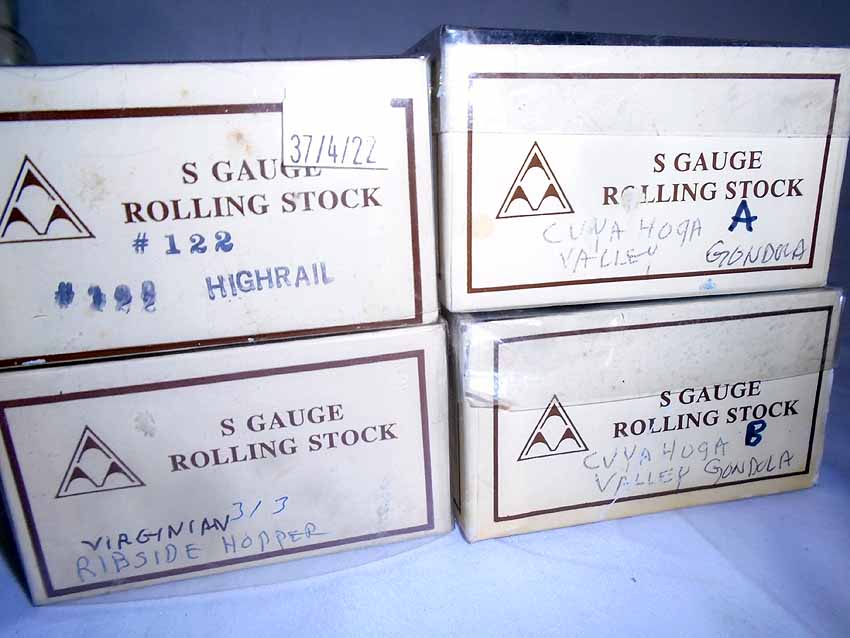 37/4/22
S GAUGE
ROLLING STOCK
# 122
# 122 HIGHRAIL
S GAUGE
ROLLING STOCK
A
CUYAHOGA
VALLEY GONDOLA
S GAUGE
ROLLING STOCK
VIRGINIAN 3/3
RIBSIDE HOPPER
S GAUGE
ROLLING STOCK
B
CUYAHOGA
VALLEY GONDOLA